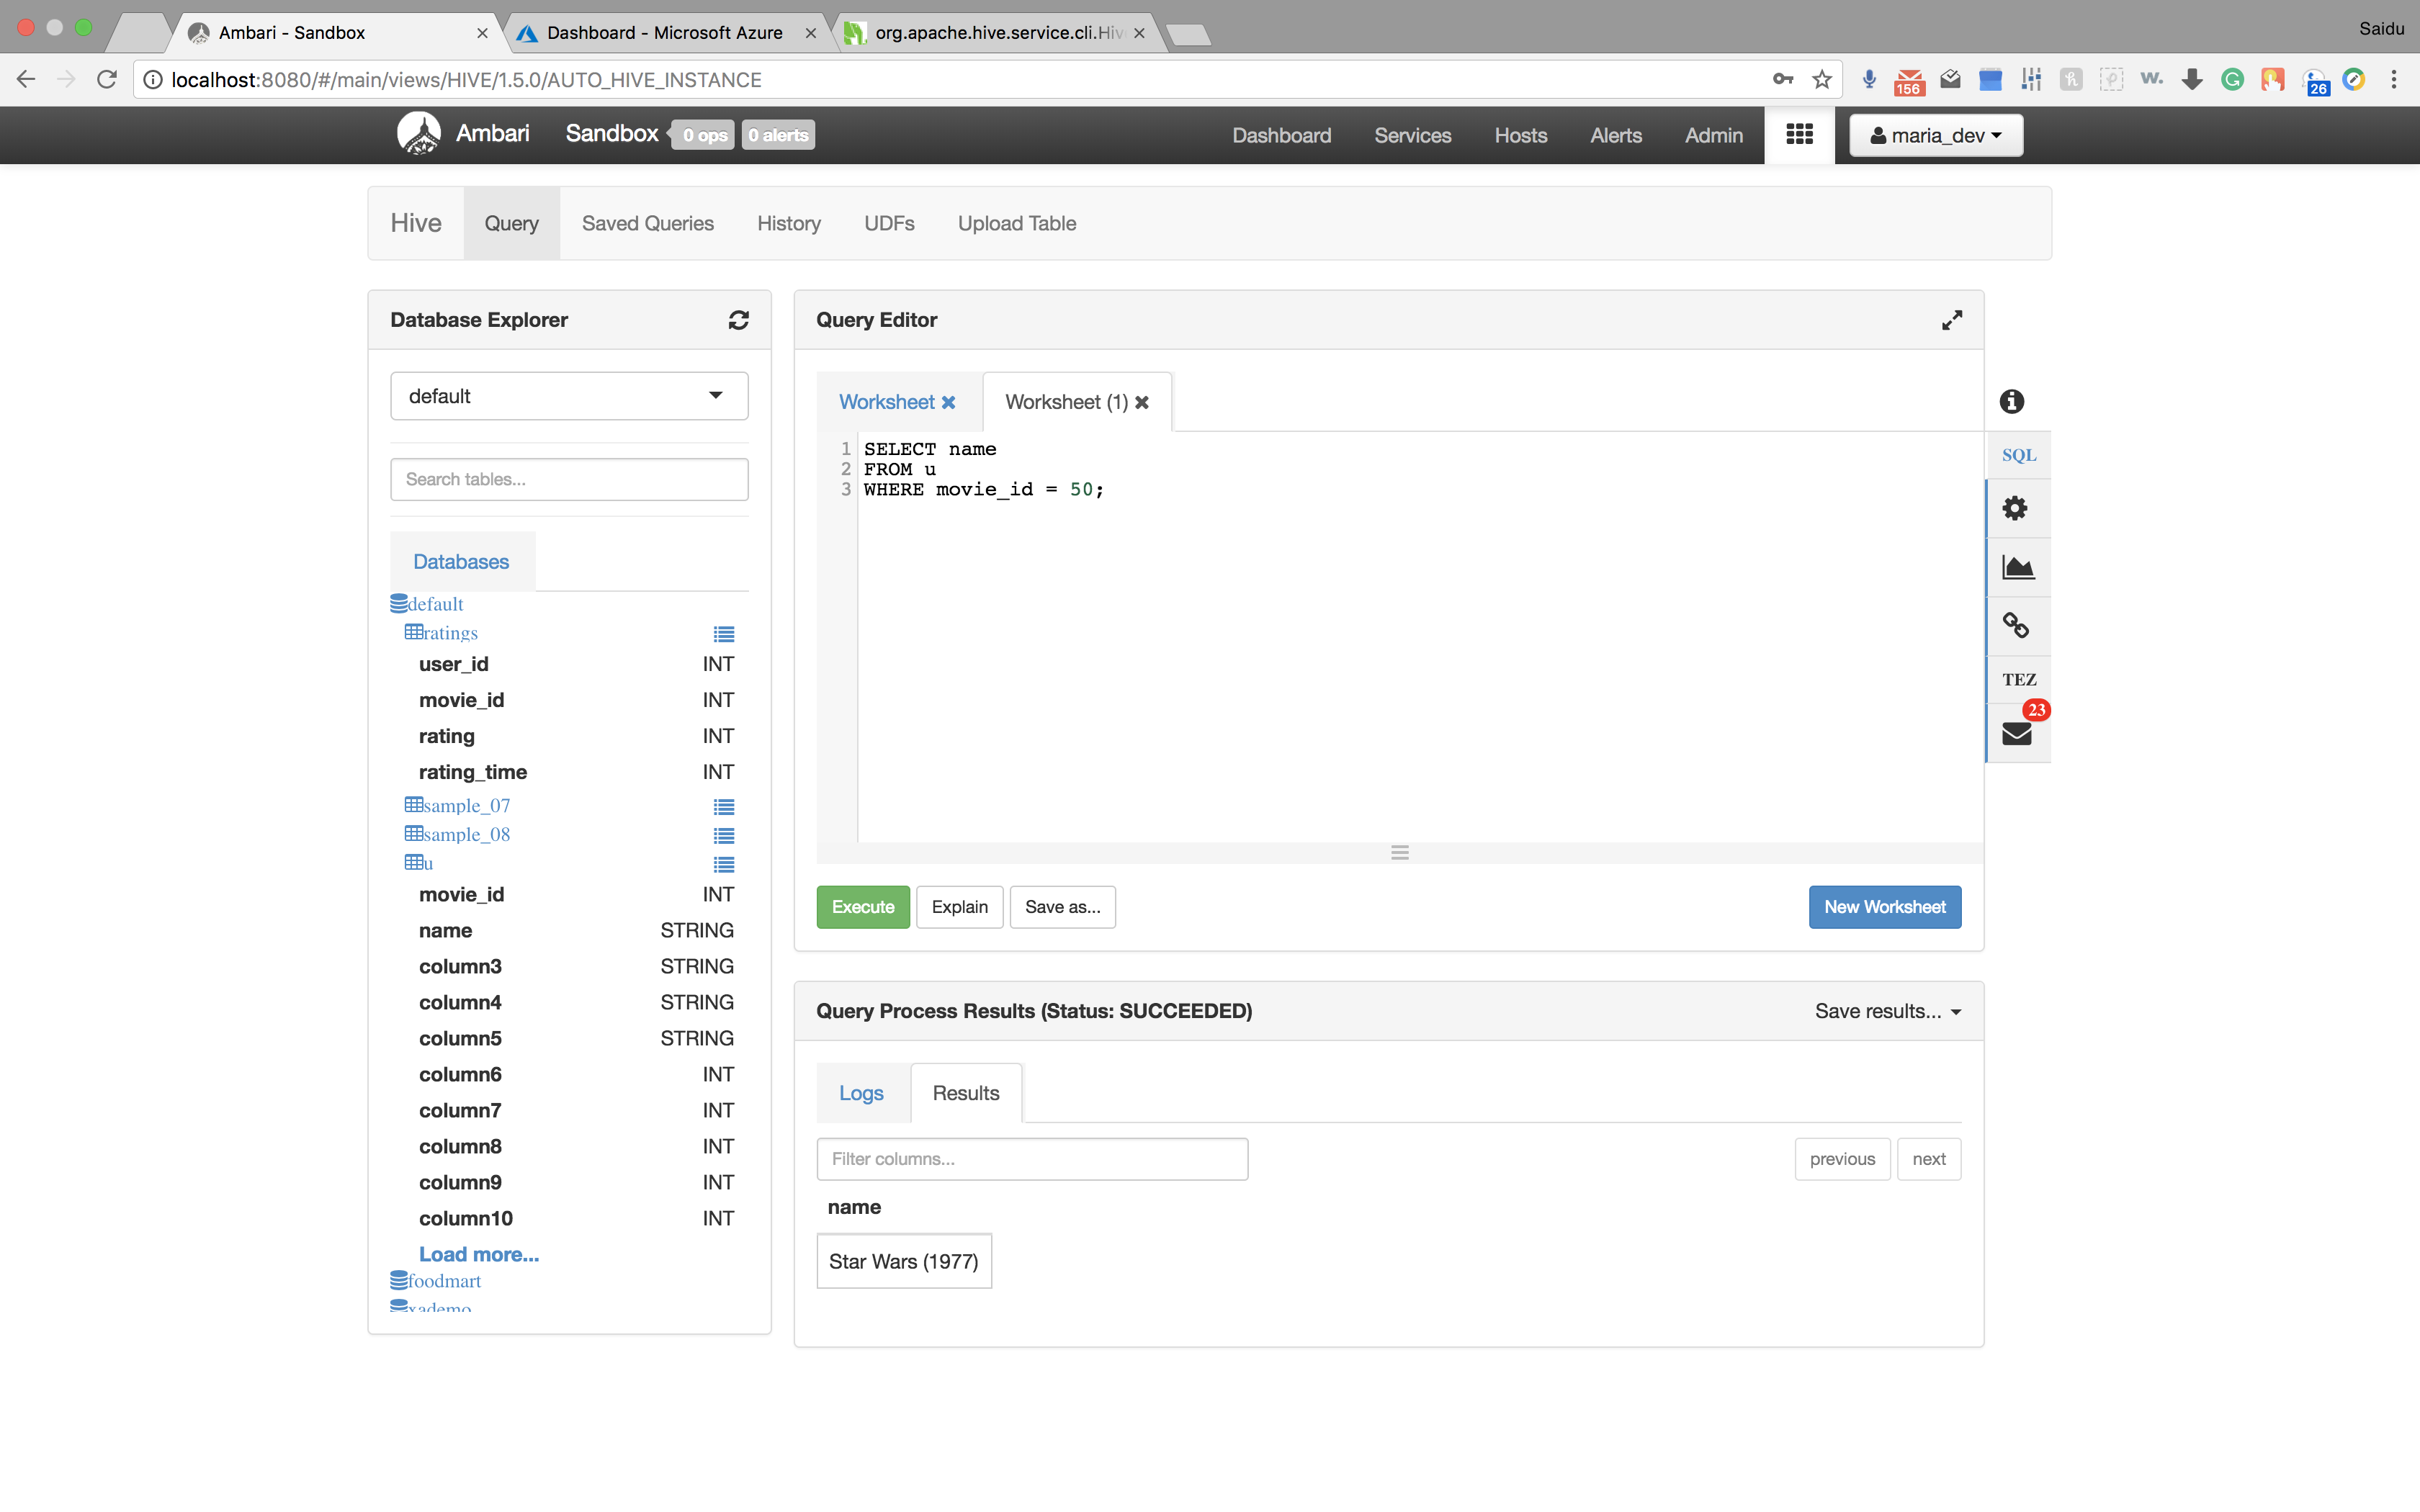 Ambari - Sandbox
Dashboard - Microsoft Azure
org.apache.hive.service.cli.Hiv
Saidu
localhost:8080/#/main/views/HIVE/1.5.0/AUTO_HIVE_INSTANCE
156
w.
26
Ambari
Sandbox
0 ops
0 alerts
Dashboard
Services
Hosts
Alerts
Admin
maria_dev
Hive
Query
Saved Queries
History
UDFs
Upload Table
Database Explorer
default
Search tables...
Databases
default
ratings
user_id INT
movie_id INT
rating INT
rating_time INT
sample_07
sample_08
u
movie_id INT
name STRING
column3 STRING
column4 STRING
column5 STRING
column6 INT
column7 INT
column8 INT
column9 INT
column10 INT
Load more...
foodmart
xademo
Query Editor
Worksheet
Worksheet (1)
1 SELECT name
2 FROM u
3 WHERE movie_id = 50;
Execute
Explain
Save as...
New Worksheet
SQL
TEZ
23
Query Process Results (Status: SUCCEEDED)
Save results...
Logs
Results
Filter columns...
previous
next
name
Star Wars (1977)